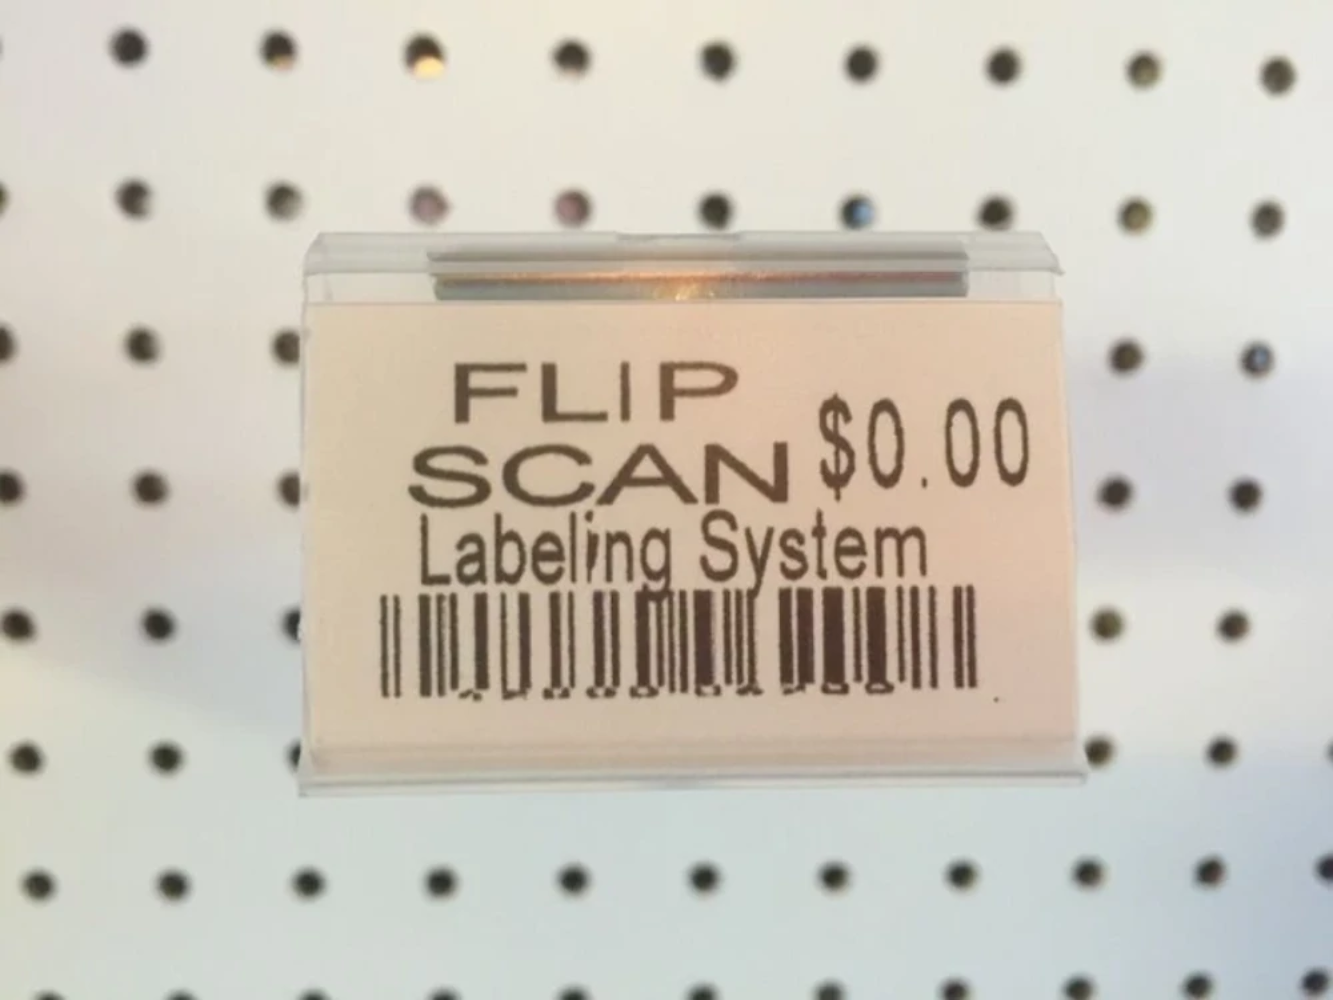 FLIP
SCAN $0.00
Labeling System